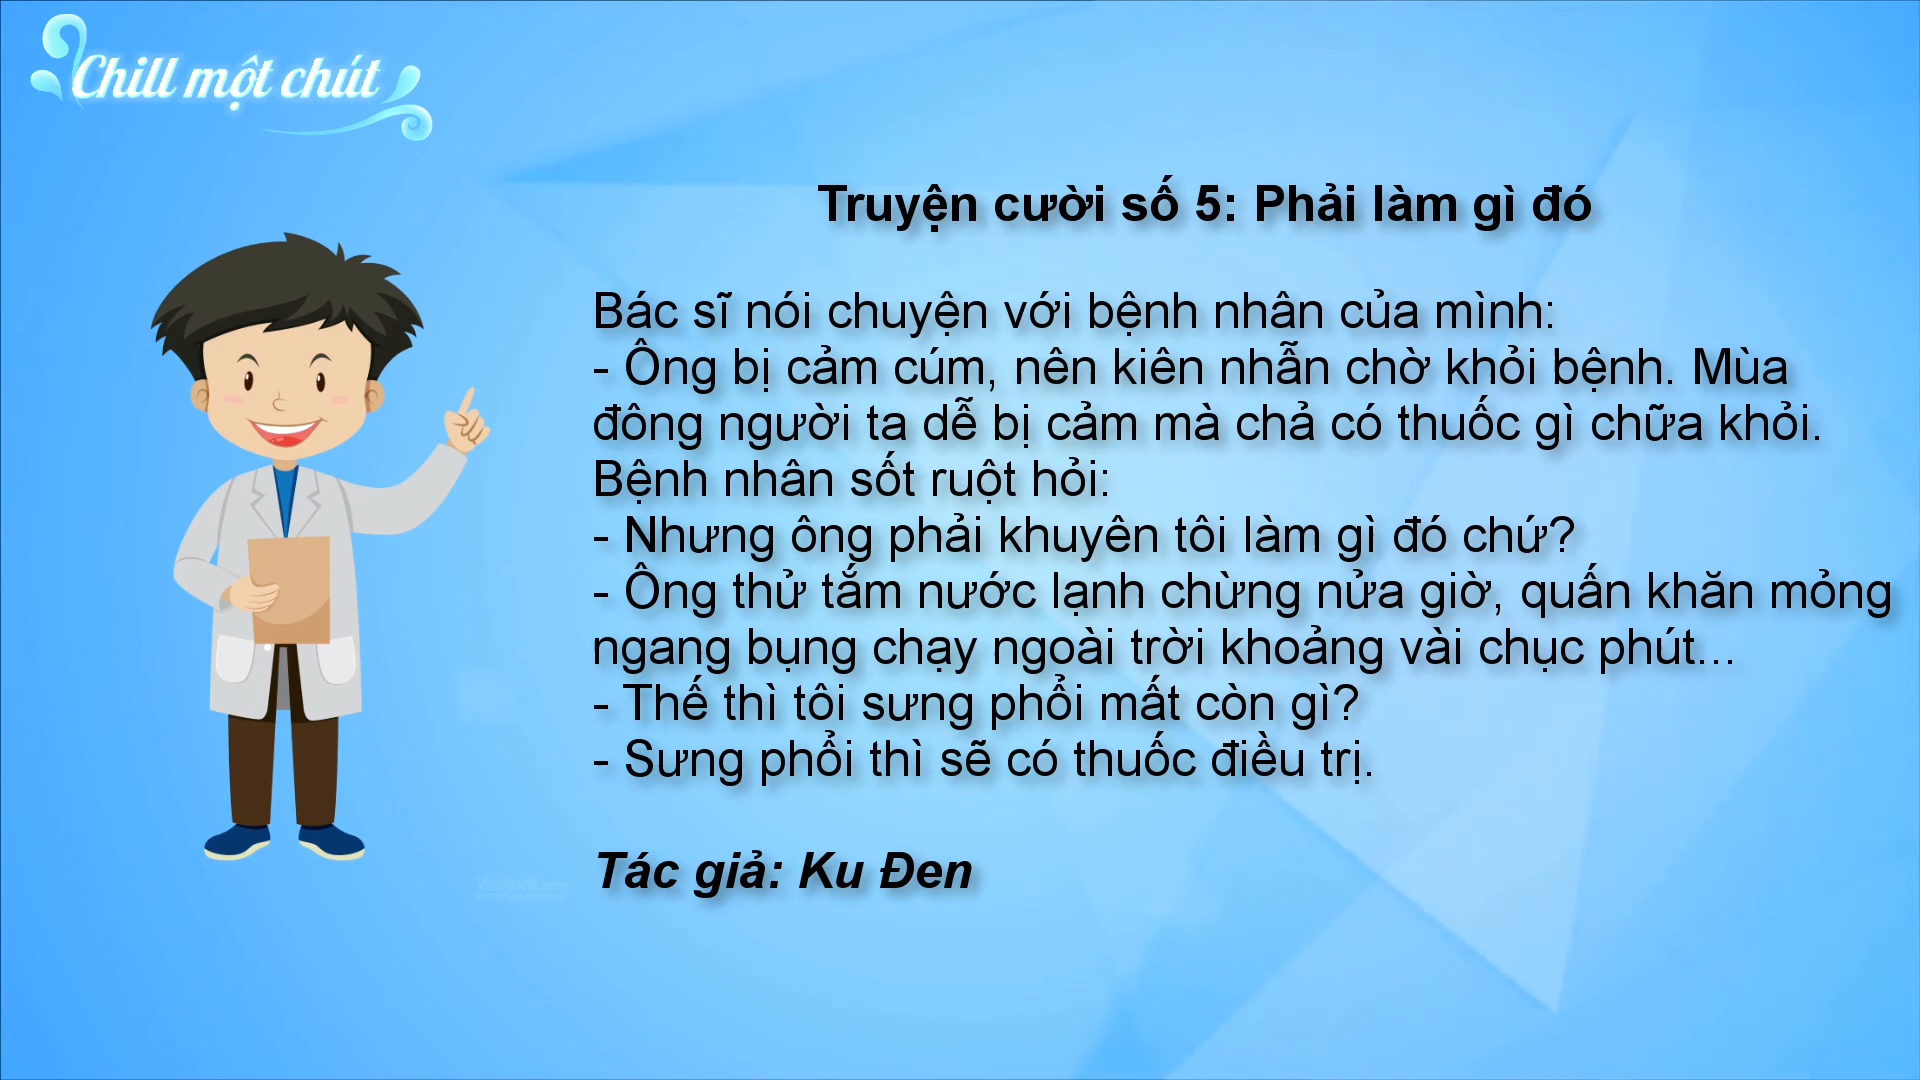 Chill một chút
Truyện cười số 5: Phải làm gì đó
Bác sĩ nói chuyện với bệnh nhân của mình:
- Ông bị cảm cúm, nên kiên nhẫn chờ khỏi bệnh. Mùa
đông người ta dễ bị cảm mà chả có thuốc gì chữa khỏi.
Bệnh nhân sốt ruột hỏi:
- Nhưng ông phải khuyên tôi làm gì đó chứ?
- Ông thử tắm nước lạnh chừng nửa giờ, quấn khăn mỏng
ngang bụng chạy ngoài trời khoảng vài chục phút...
- Thế thì tôi sưng phổi mất còn gì?
- Sưng phổi thì sẽ có thuốc điều trị.
Tác giả: Ku Đen